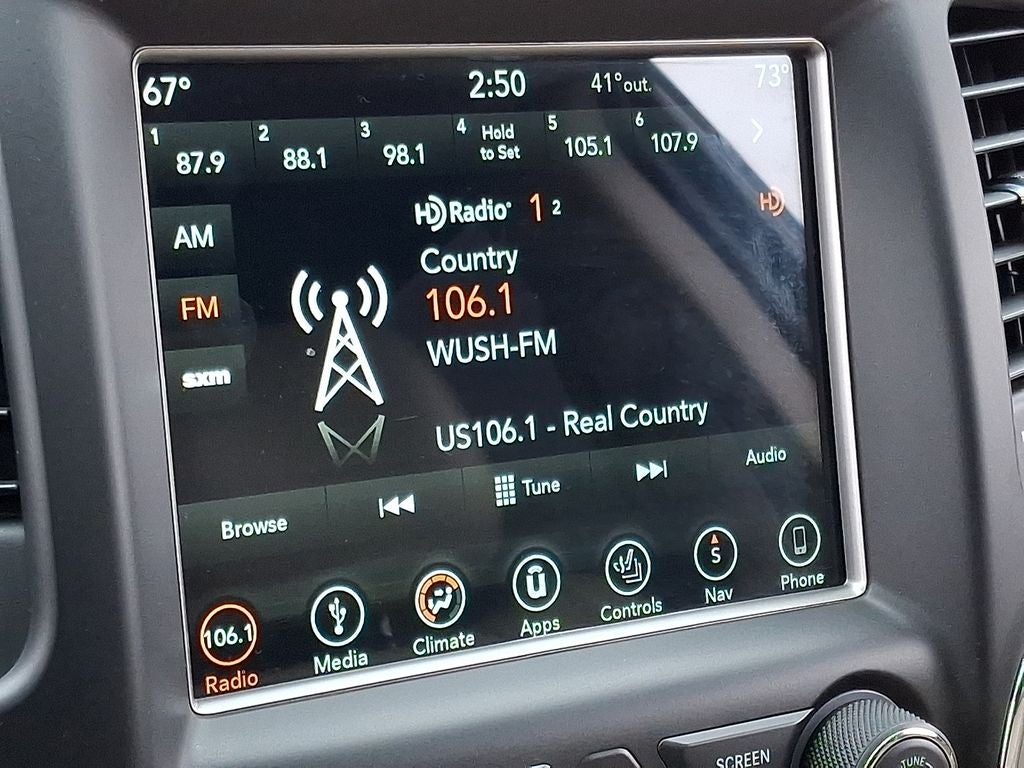 67° 2:50 41°out. 73°
1 87.9 2 88.1 3 98.1 4 Hold to Set 5 105.1 6 107.9
HD Radio 1 2 HD
AM
Country
FM
106.1
WUSH-FM
sxm
US106.1 - Real Country
Browse Tune Audio
106.1 S
Radio Media Climate Apps Controls Nav Phone
SCREEN TUNE